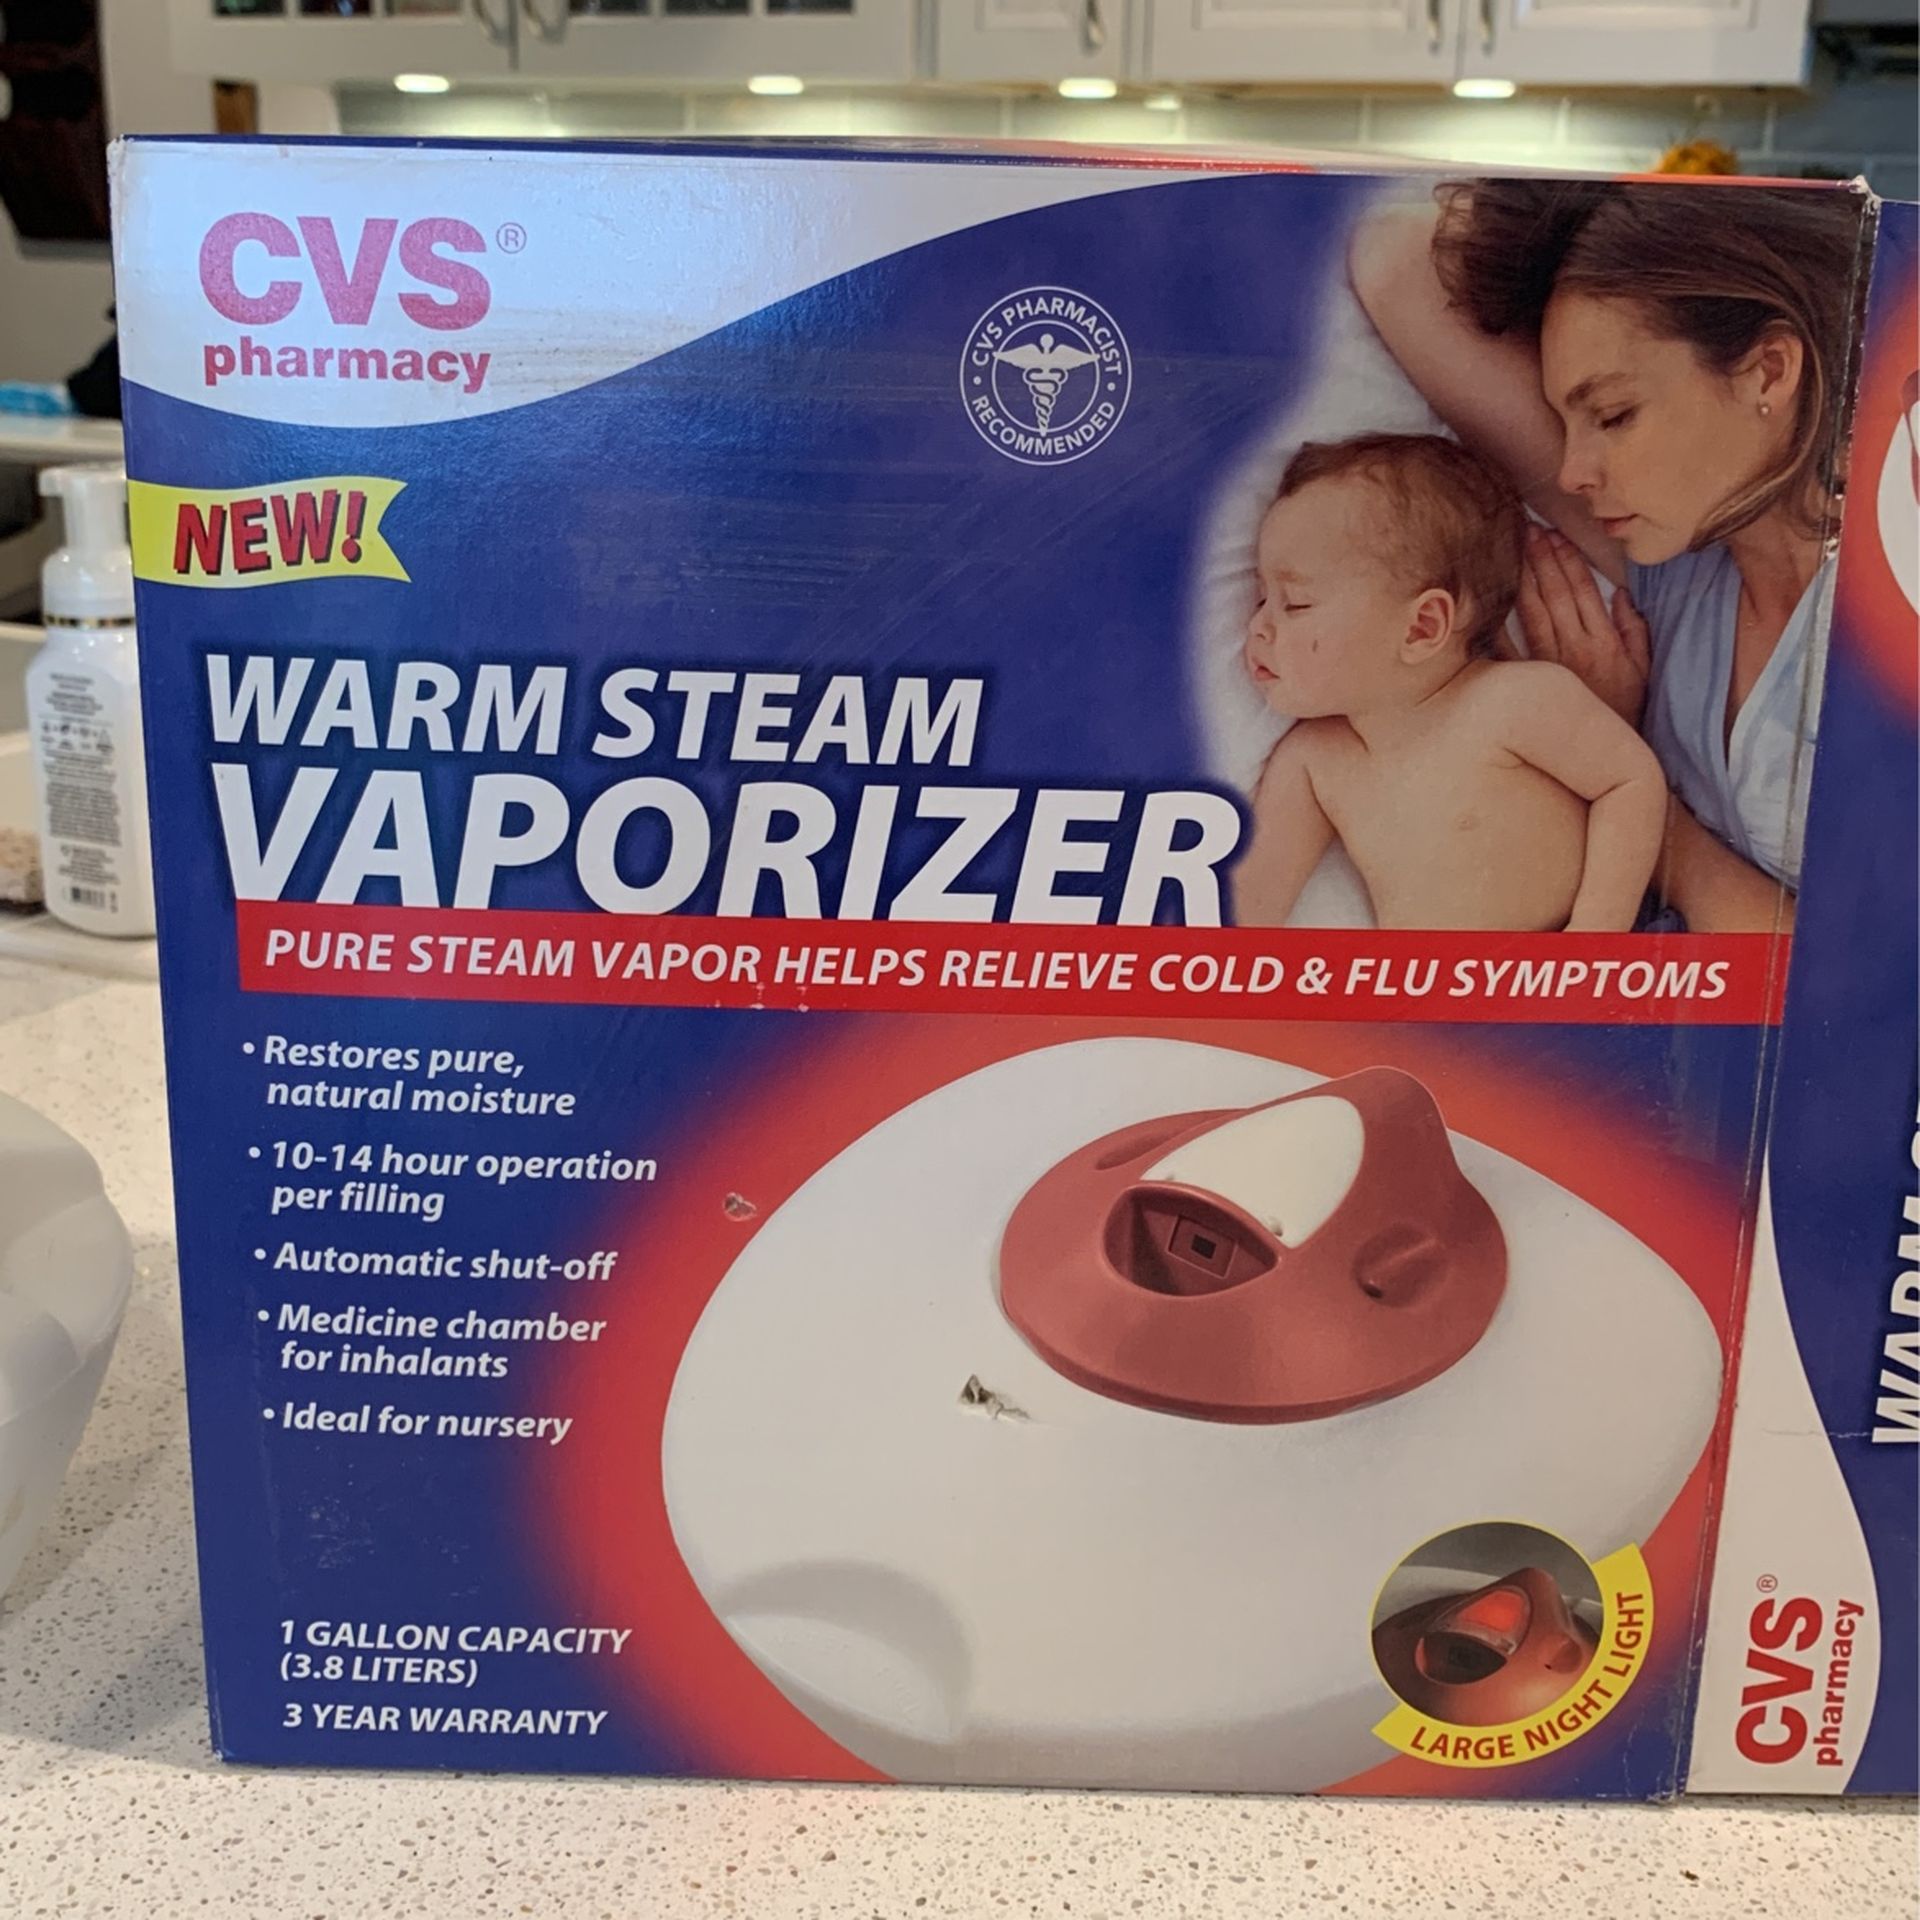 CVS®
pharmacy
CVS PHARMACIST
• RECOMMENDED •
NEW!
WARM STEAM
VAPORIZER
PURE STEAM VAPOR HELPS RELIEVE COLD & FLU SYMPTOMS
• Restores pure,
natural moisture
• 10-14 hour operation
per filling
• Automatic shut-off
• Medicine chamber
for inhalants
• Ideal for nursery
1 GALLON CAPACITY
(3.8 LITERS)
3 YEAR WARRANTY
LARGE NIGHT LIGHT
CVS®
pharmacy